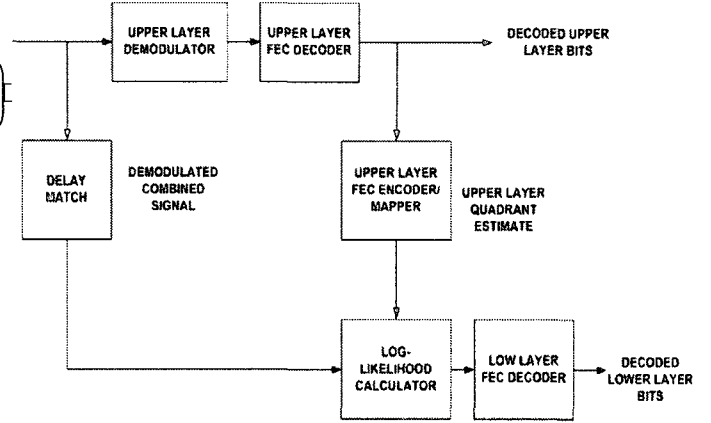 UPPER LAYER
DEMODULATOR
UPPER LAYER
FEC DECODER
DECODED UPPER
LAYER BITS
DELAY
MATCH
DEMODULATED
COMBINED
SIGNAL
UPPER LAYER
FEC ENCODER/
MAPPER
UPPER LAYER
QUADRANT
ESTIMATE
LOG-
LIKELIHOOD
CALCULATOR
LOW LAYER
FEC DECODER
DECODED
LOWER LAYER
BITS